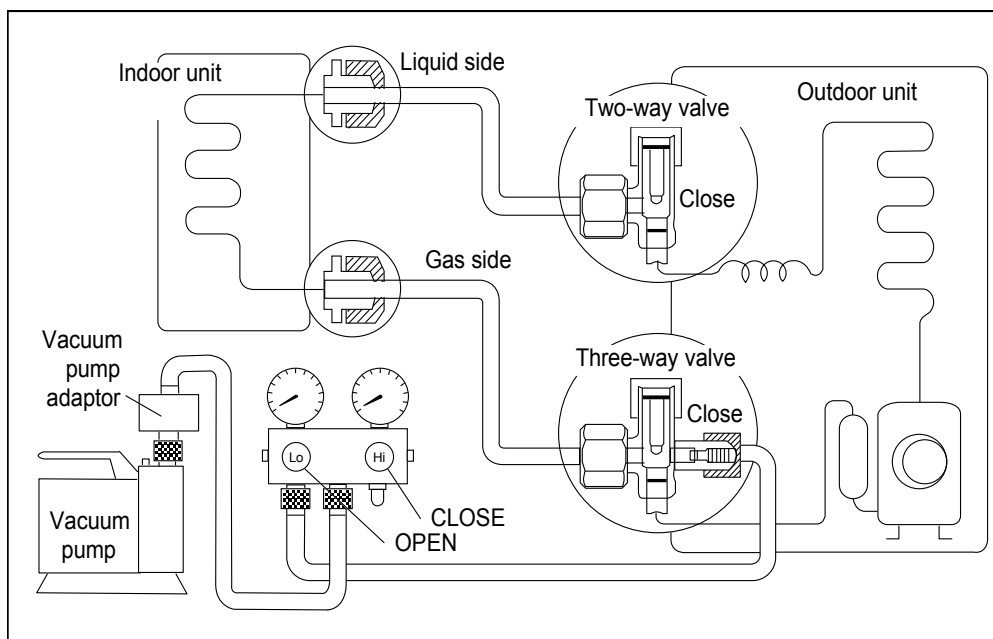 Indoor unit
Liquid side
Two-way valve
Outdoor unit
Close
Gas side
Vacuum
pump
adaptor
Three-way valve
Close
Lo
Hi
CLOSE
OPEN
Vacuum
pump